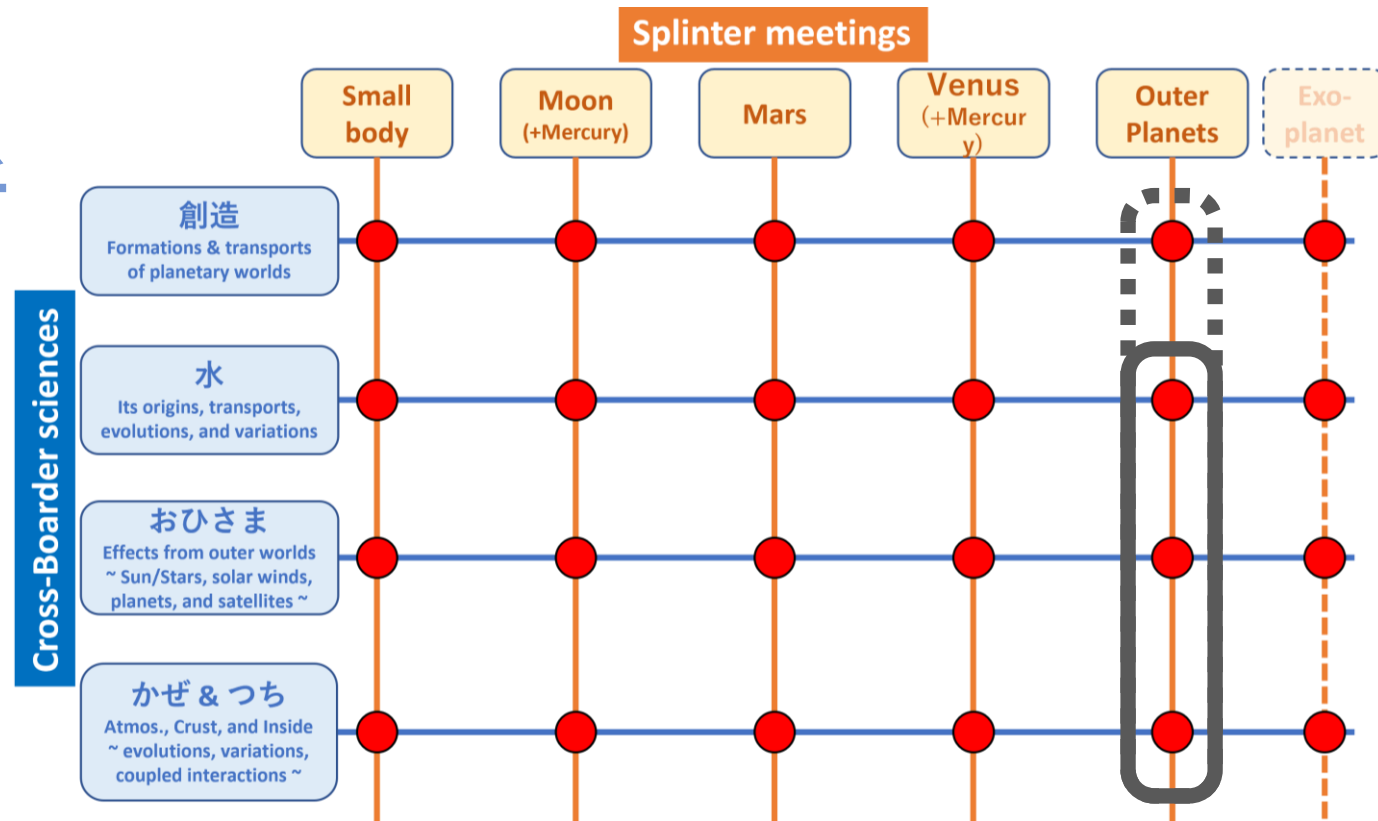 Splinter meetings
Small
body
Moon
(+Mercury)
Mars
Venus
(+Mercur
y)
Outer
Planets
Exo-
planet
Cross-Boarder sciences
創造
Formations & transports
of planetary worlds
水
Its origins, transports,
evolutions, and variations
おひさま
Effects from outer worlds
~ Sun/Stars, solar winds,
planets, and satellites ~
かぜ & つち
Atmos., Crust, and Inside
~ evolutions, variations,
coupled interactions ~